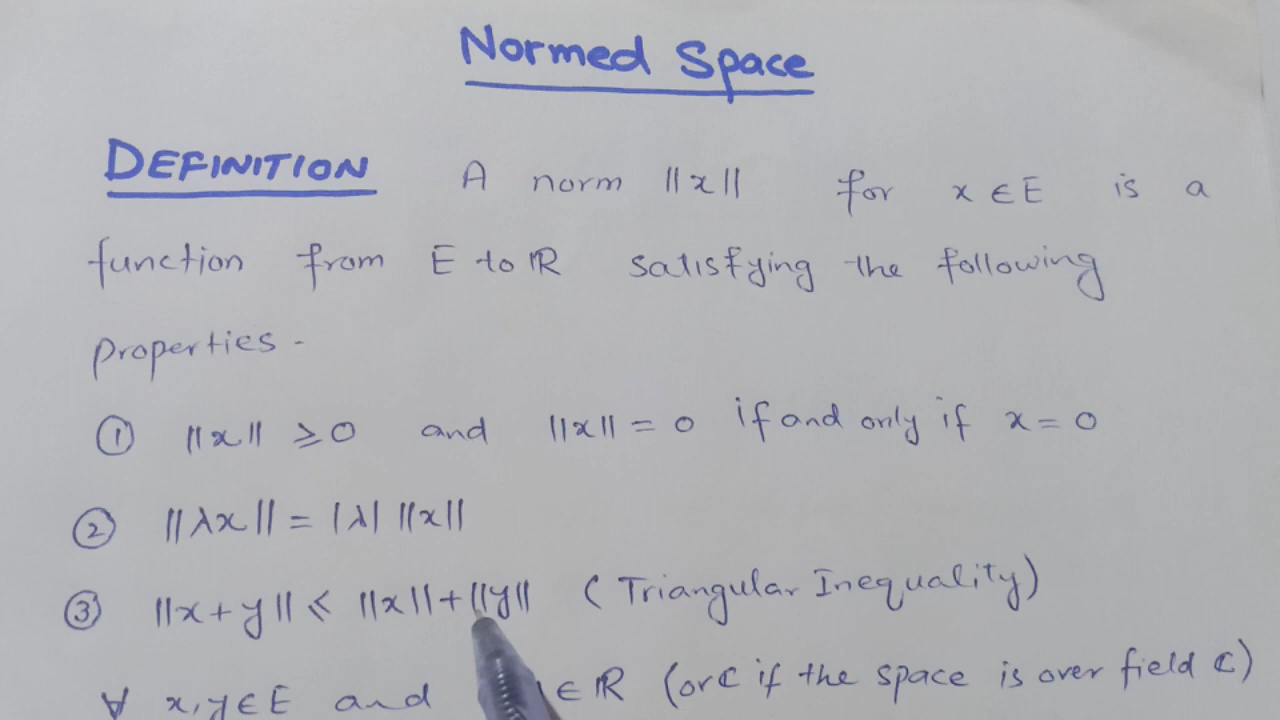 Normed Space
DEFINITION A norm ||x|| for x ∈ E is a
function from E to ℝ satisfying the following
properties -
① ||x|| ≥ 0 and ||x|| = 0 if and only if x = 0
② ||λx|| = |λ| ||x||
③ ||x + y|| ≤ ||x|| + ||y|| ( Triangular Inequality)
∀ x, y ∈ E and ∈ ℝ (or ℂ if the space is over field ℂ)